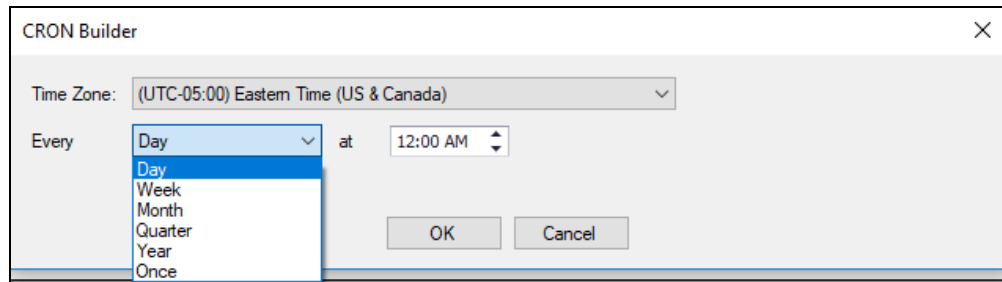 CRON Builder
Time Zone: (UTC-05:00) Eastern Time (US & Canada)
Every Day at 12:00 AM
Day
Week
Month
Quarter
Year
Once
OK Cancel